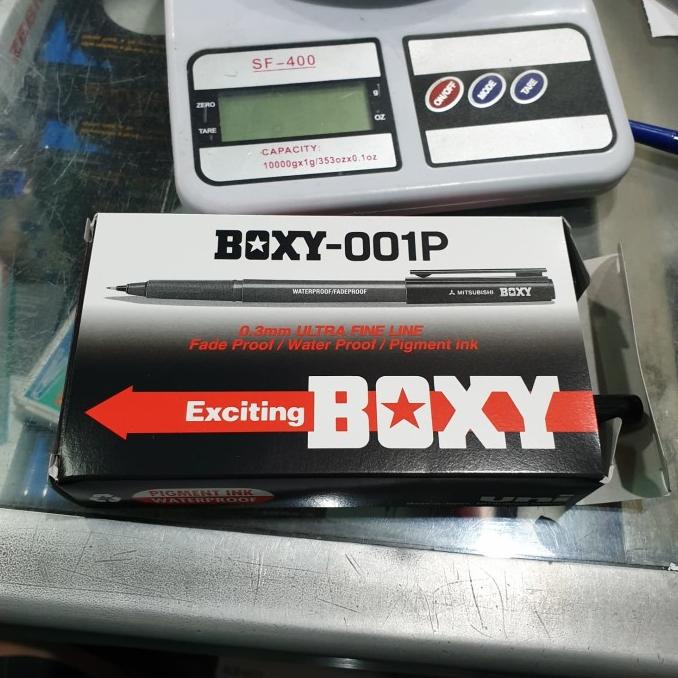 SF-400
ZERO
TARE
g
OZ
ON/OFF
MODE
TARE
CAPACITY:
10000gx1g/353ozx0.1oz
BOXY-001P
WATERPROOF/FADEPROOF
MITSUBISHI BOXY
0.3mm ULTRA FINE LINE
Fade Proof / Water Proof / Pigment Ink
Exciting BOXY
PIGMENT INK
WATERPROOF
uni